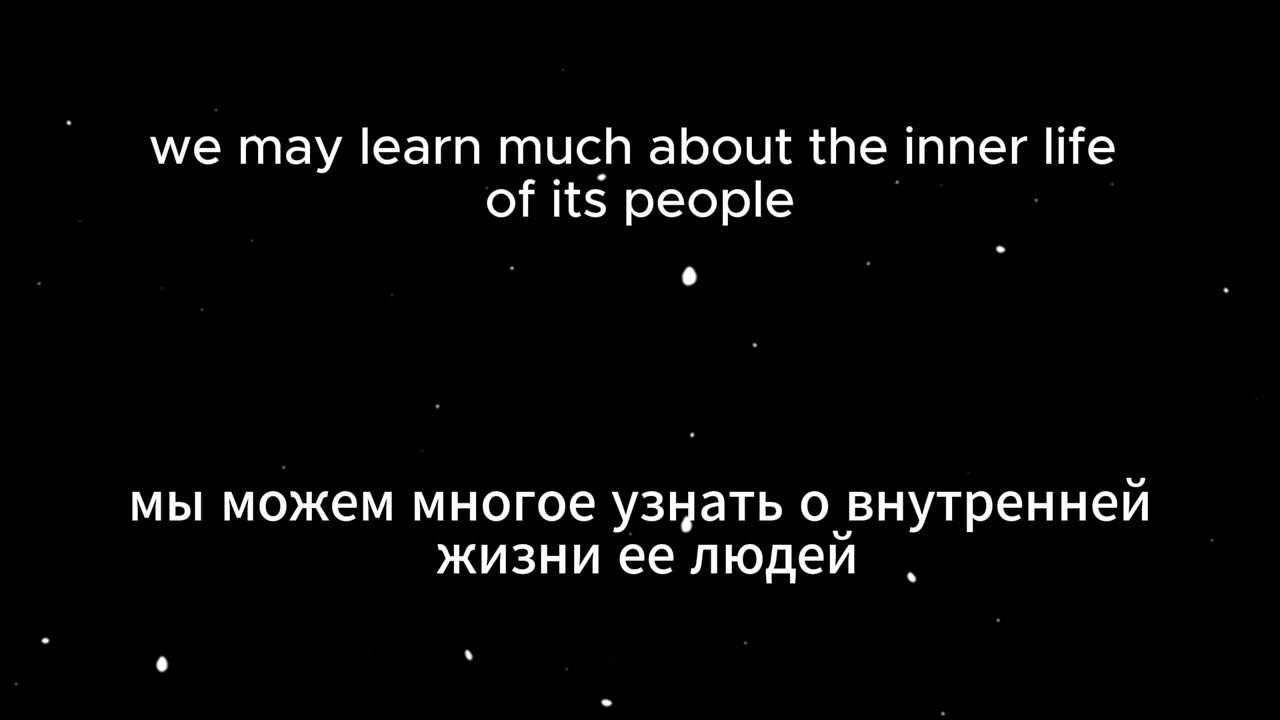 we may learn much about the inner life
of its people
мы можем многое узнать о внутренней
жизни ее людей